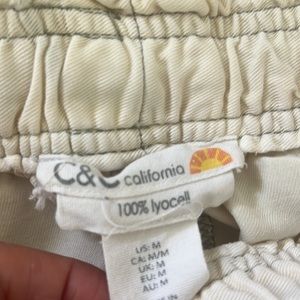 C&C california
100% lyocell
US: M
CA: M/M
UK: M
EU: M
AU: M